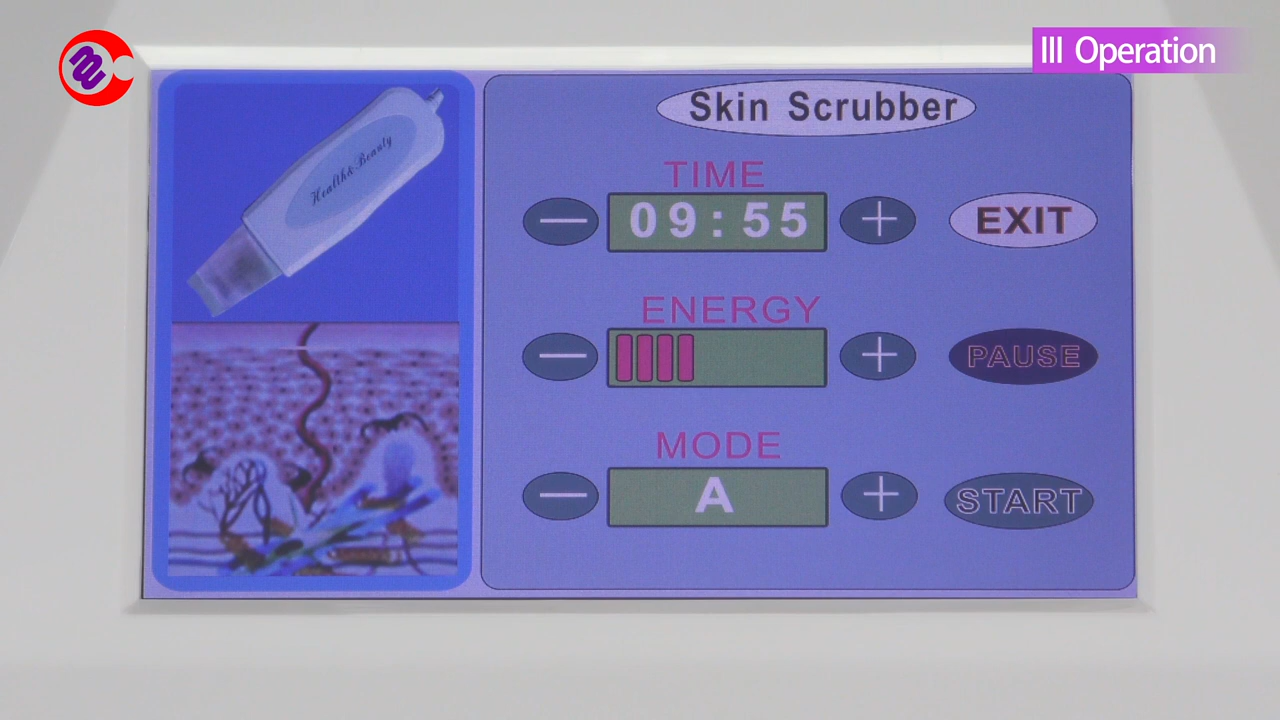 III Operation
Health&Beauty
Skin Scrubber
TIME
09:55
EXIT
ENERGY
PAUSE
MODE
A
START